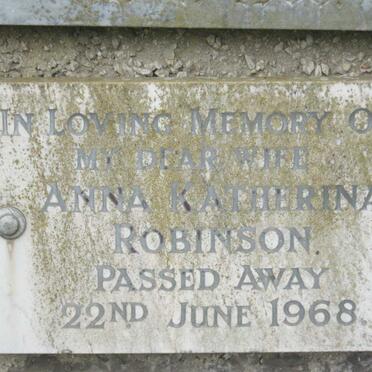 In Loving Memory O
My Dear Wife
Anna Katherina
Robinson
Passed Away
22nd June 1968